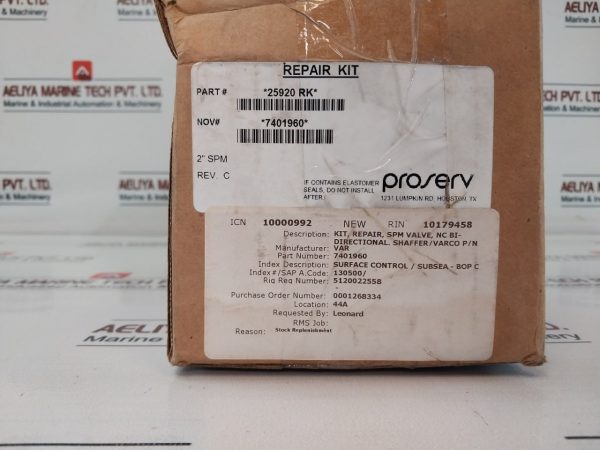 REPAIR KIT
PART # *25920 RK*
NOV# *7401960*
2" SPM
REV. C
IF CONTAINS ELASTOMER
SEALS, DO NOT INSTALL
AFTER:
proserv
1231 LUMPKIN RD, HOUSTON, TX
ICN 10000992 NEW RIN 10179458
Description: KIT, REPAIR, SPM VALVE, NC BI-
DIRECTIONAL. SHAFFER/VARCO P/N
Manufacturer: VAR
Part Number: 7401960
Index Description: SURFACE CONTROL / SUBSEA - BOP C
Index#/SAP A.Code: 130500/
Rig Req Number: 5120022558
-
Purchase Order Number: 0001268334
Location: 44A
Requested By: Leonard
RMS Job:
Reason: Stock Replenishment
AELIYA MARINE TECH PVT. LTD.
Marine & Industrial Automation & Machinery